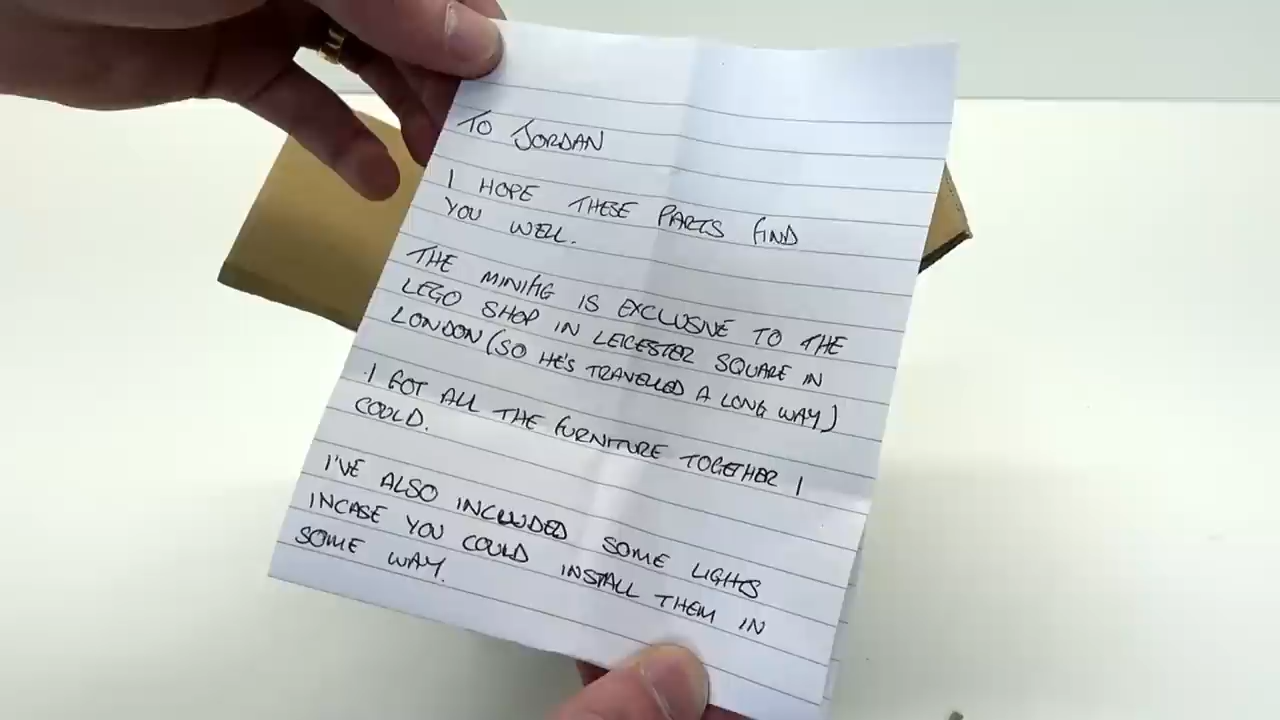 TO JORDAN
I HOPE THESE PARTS FIND
YOU WELL.
THE MINIFIG IS EXCLUSIVE TO THE
LEGO SHOP IN LEICESTER SQUARE IN
LONDON (SO HE'S TRAVELLED A LONG WAY)
I GOT ALL THE FURNITURE TOGETHER I
COULD.
I'VE ALSO INCLUDED SOME LIGHTS
INCASE YOU COULD INSTALL THEM IN
SOME WAY.